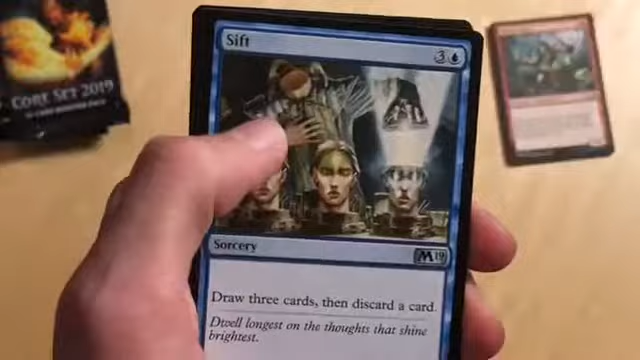 Sift
3
CORE SET 2019
Sorcery
M19
Draw three cards, then discard a card.
Dwell longest on the thoughts that shine
brightest.